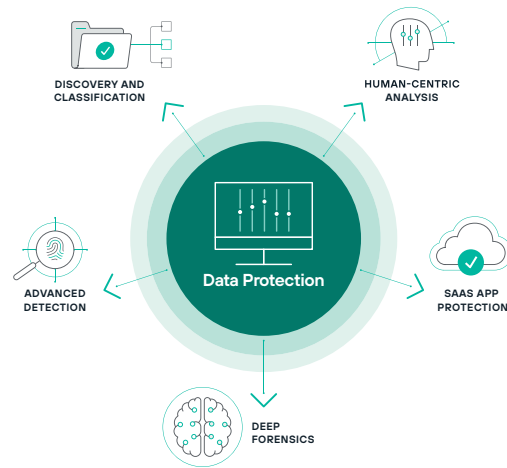 DISCOVERY AND
CLASSIFICATION
HUMAN-CENTRIC
ANALYSIS
Data Protection
ADVANCED
DETECTION
SAAS APP
PROTECTION
DEEP
FORENSICS